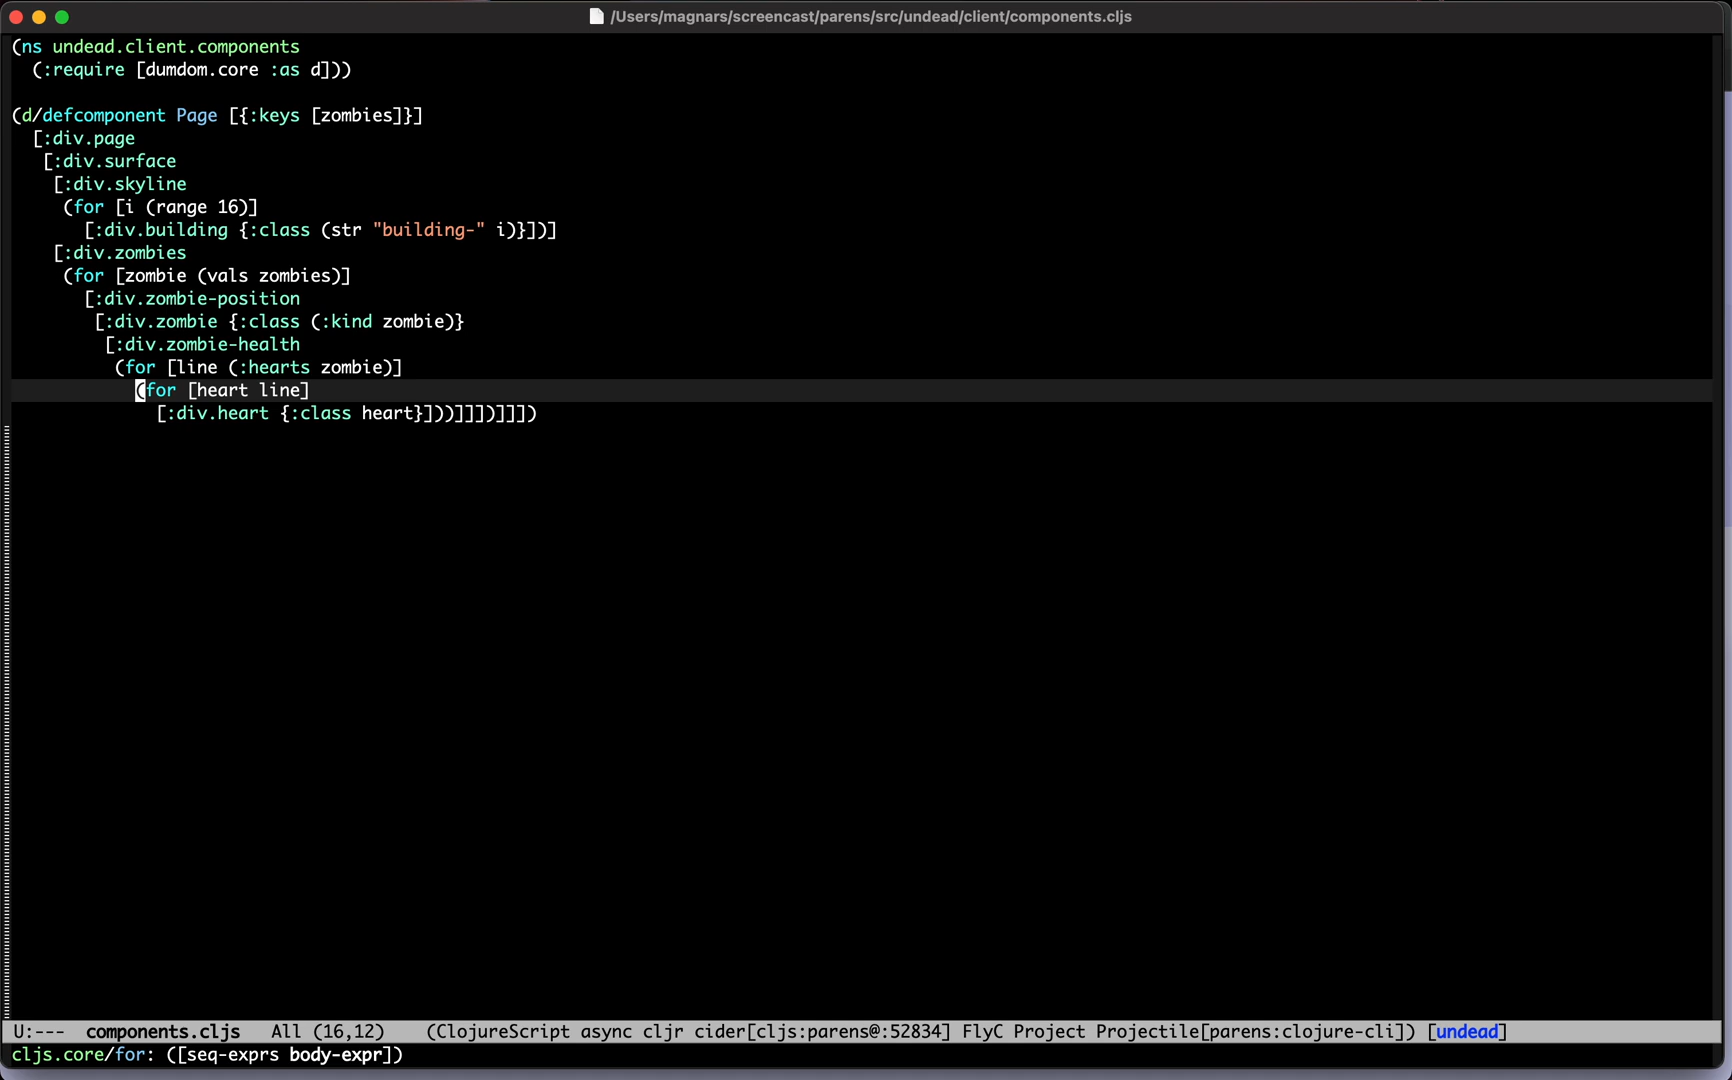 /Users/magnars/screencast/parens/src/undead/client/components.cljs
(ns undead.client.components
  (:require [dumdom.core :as d]))

(d/defcomponent Page [{:keys [zombies]}]
  [:div.page
   [:div.surface
    [:div.skyline
     (for [i (range 16)]
       [:div.building {:class (str "building-" i)}])]
    [:div.zombies
     (for [zombie (vals zombies)]
       [:div.zombie-position
        [:div.zombie {:class (:kind zombie)}
         [:div.zombie-health
          (for [line (:hearts zombie)]
            (for [heart line]
              [:div.heart {:class heart}]))]]])]]])
U:---  components.cljs   All (16,12)    (ClojureScript async cljr cider[cljs:parens@:52834] FlyC Project Projectile[parens:clojure-cli]) [undead]
cljs.core/for: ([seq-exprs body-expr])